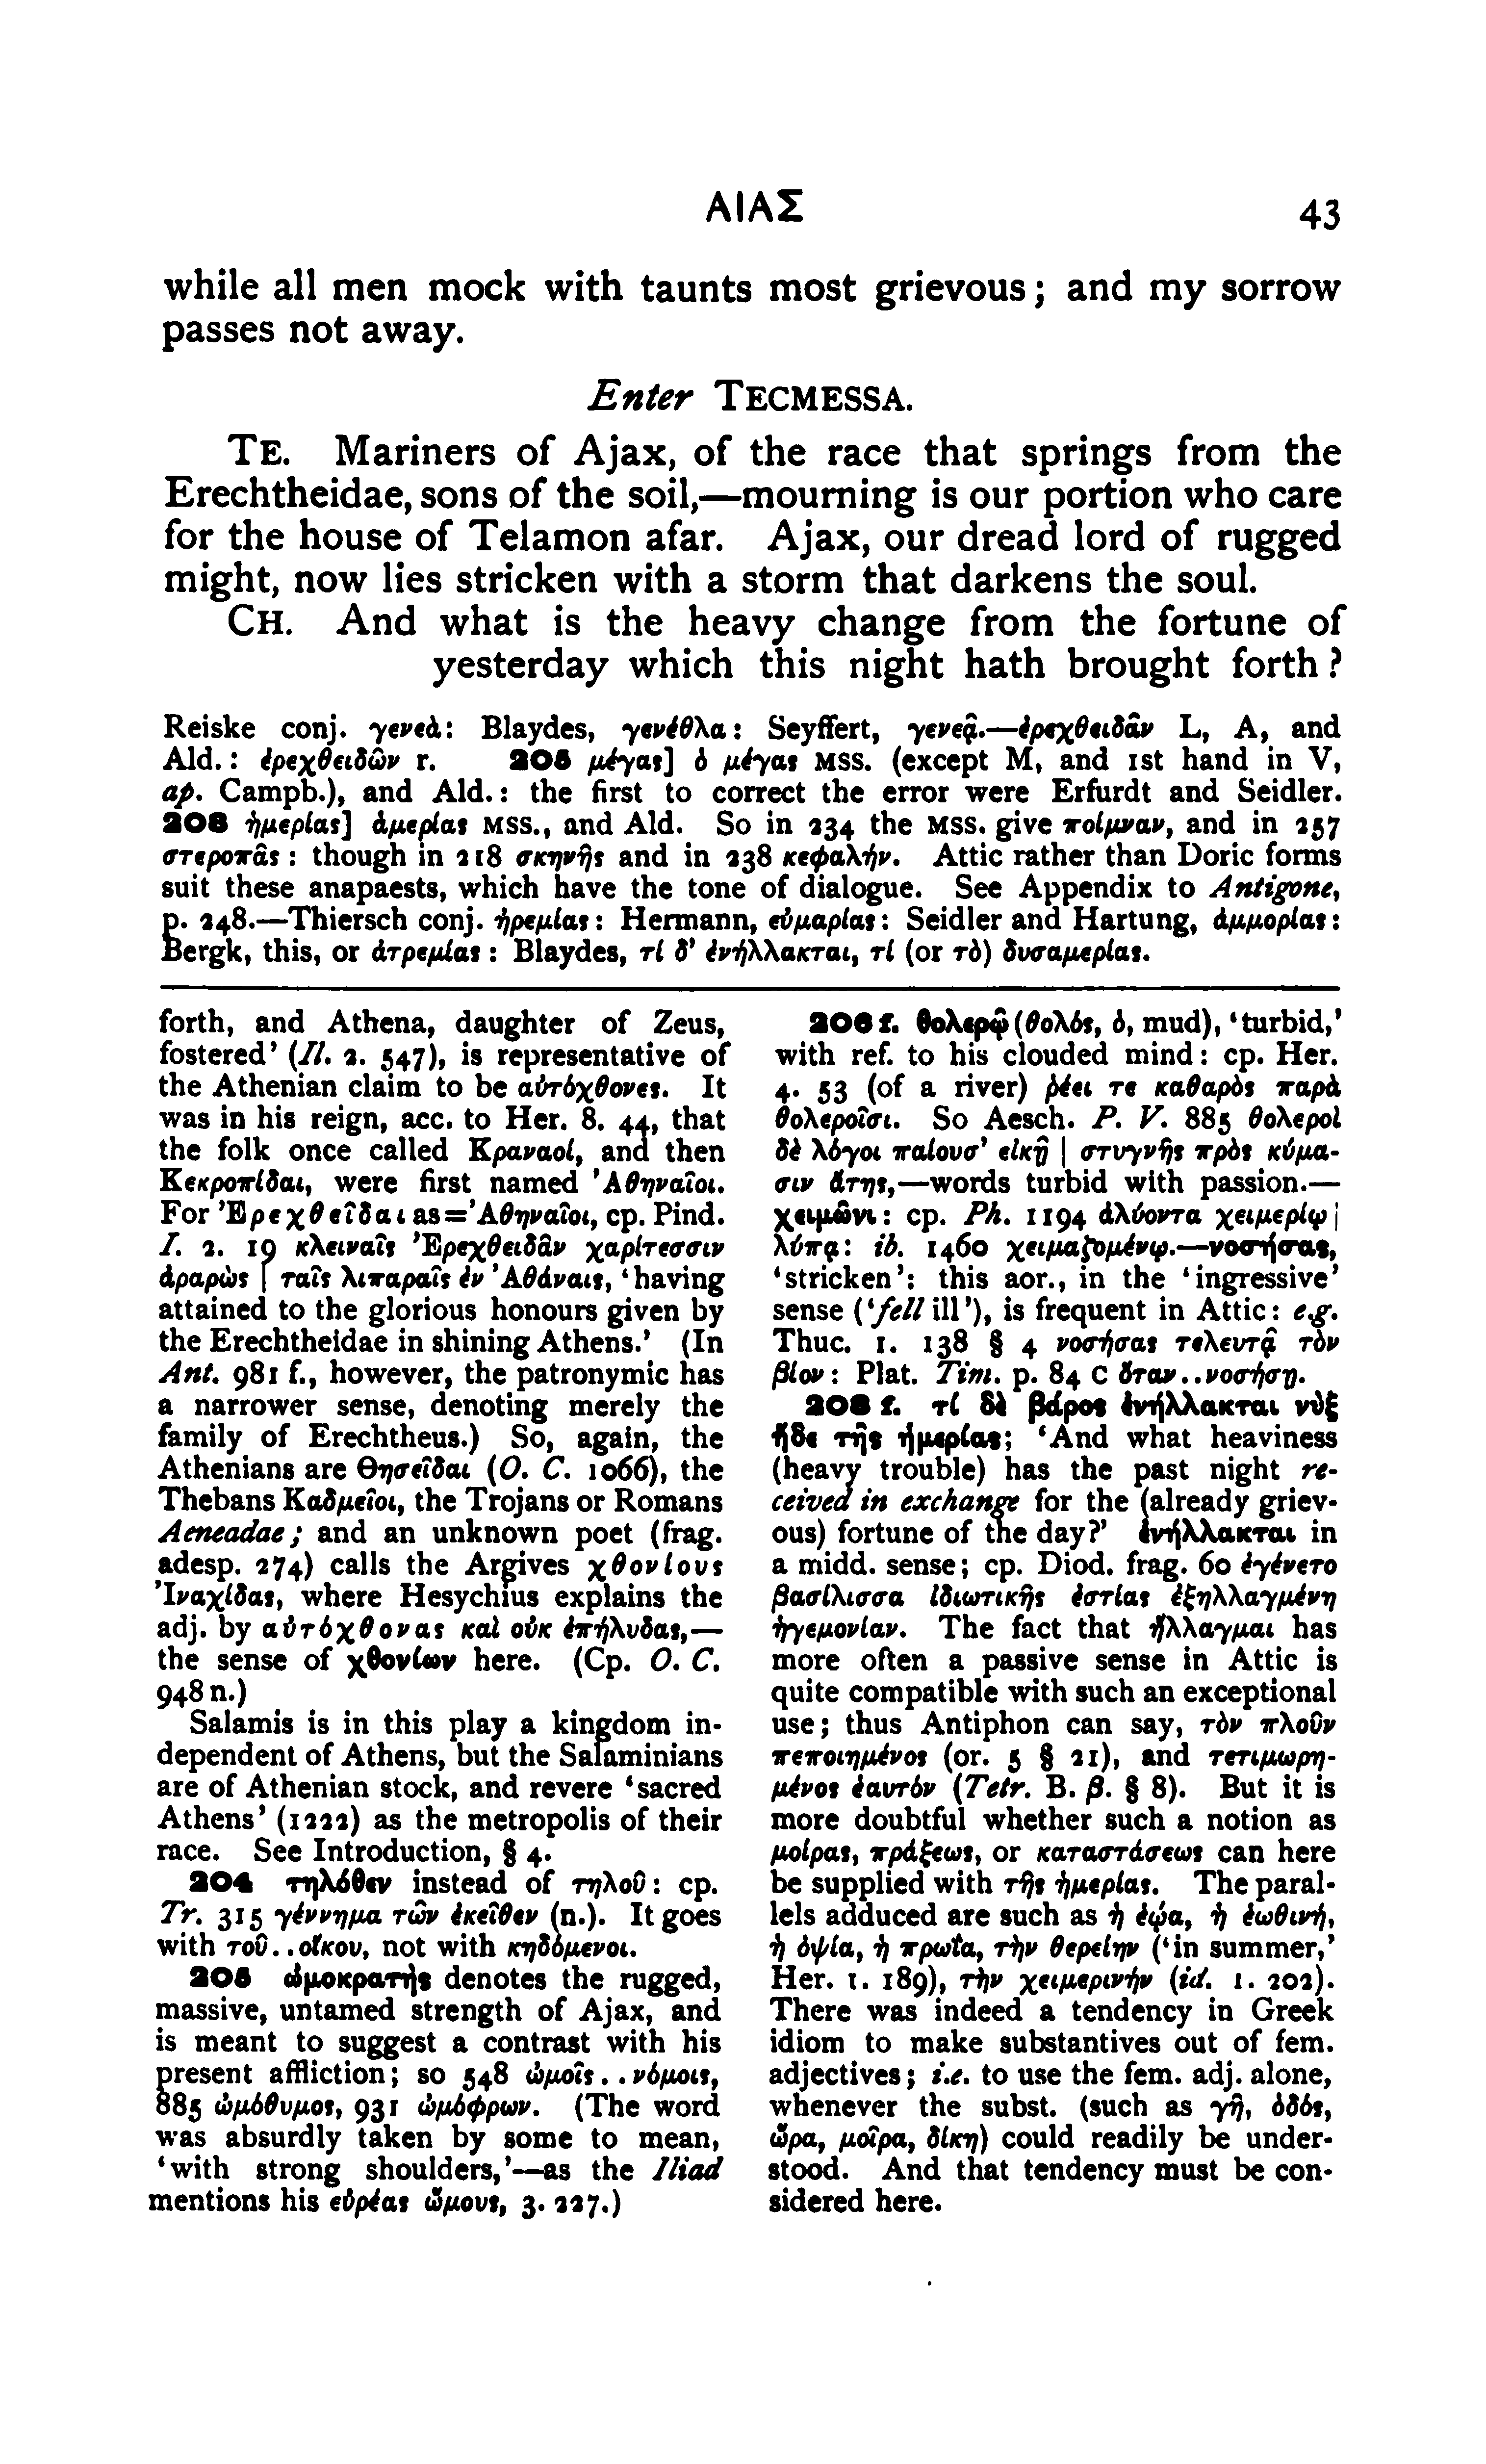 ΑΙΑΣ 43
while all men mock with taunts most grievous; and my sorrow
passes not away.
Enter TECMESSA.
TE. Mariners of Ajax, of the race that springs from the
Erechtheidae, sons of the soil,—mourning is our portion who care
for the house of Telamon afar. Ajax, our dread lord of rugged
might, now lies stricken with a storm that darkens the soul.
CH. And what is the heavy change from the fortune of
yesterday which this night hath brought forth?
Reiske conj. γενεὰ: Blaydes, γενέθλα: Seyffert, γενεᾷ.—ἐρεχθειδᾶν L, A, and
Ald.: ἐρεχθειδῶν r. 205 μέγας] ὁ μέγας MSS. (except M, and 1st hand in V,
ap. Campb.), and Ald.: the first to correct the error were Erfurdt and Seidler.
208 ἡμερίας] ἁμερίας MSS., and Ald. So in 234 the MSS. give ποίμναν, and in 257
στεροπᾶς: though in 218 σκηνῆς and in 238 κεφαλήν. Attic rather than Doric forms
suit these anapaests, which have the tone of dialogue. See Appendix to Antigone,
p. 248.—Thiersch conj. ἠρεμίας: Hermann, εὐμαρίας: Seidler and Hartung, ἀμμορίας:
Bergk, this, or ἀτρεμίας: Blaydes, τί δ' ἐνήλλακται, τί (or τὸ) δυσαμερίας.
forth, and Athena, daughter of Zeus,
fostered' (Il. 2. 547), is representative of
the Athenian claim to be αὐτόχθονες. It
was in his reign, acc. to Her. 8. 44, that
the folk once called Κραναοί, and then
Κεκροπίδαι, were first named Ἀθηναῖοι.
For Ἐρεχθεῖδαι as=Ἀθηναῖοι, cp. Pind.
I. 2. 19 κλειναῖς Ἐρεχθειδᾶν χαρίτεσσιν
ἀραρὼς | ταῖς λιπαραῖς ἐν Ἀθάναις, 'having
attained to the glorious honours given by
the Erechtheidae in shining Athens.' (In
Ant. 981 f., however, the patronymic has
a narrower sense, denoting merely the
family of Erechtheus.) So, again, the
Athenians are Θησεῖδαι (O. C. 1066), the
Thebans Καδμεῖοι, the Trojans or Romans
Aeneadae; and an unknown poet (frag.
adesp. 274) calls the Argives χθονίους
Ἰναχίδας, where Hesychius explains the
adj. by αὐτόχθονας καὶ οὐκ ἐπήλυδας,—
the sense of χθονίων here. (Cp. O. C.
948 n.)
Salamis is in this play a kingdom in-
dependent of Athens, but the Salaminians
are of Athenian stock, and revere 'sacred
Athens' (1222) as the metropolis of their
race. See Introduction, § 4.
204 τηλόθεν instead of τηλοῦ: cp.
Tr. 315 γέννημα τῶν ἐκεῖθεν (n.). It goes
with τοῦ..οἴκου, not with κηδόμενοι.
205 ὠμοκρατὴς denotes the rugged,
massive, untamed strength of Ajax, and
is meant to suggest a contrast with his
present affliction; so 548 ὠμοῖς..νόμοις,
885 ὠμόθυμος, 931 ὠμόφρων. (The word
was absurdly taken by some to mean,
'with strong shoulders,'—as the Iliad
mentions his εὐρέας ὤμους, 3. 227.)
206 f. θολερῷ (θολός, ὁ, mud), 'turbid,'
with ref. to his clouded mind: cp. Her.
4. 53 (of a river) ῥέει τε καθαρὸς παρὰ
θολεροῖσι. So Aesch. P. V. 885 θολεροὶ
δὲ λόγοι παίουσ' εἰκῇ | στυγνῆς πρὸς κύμα-
σιν ἄτης,—words turbid with passion.—
χειμῶνι: cp. Ph. 1194 ἀλύοντα χειμερίῳ |
λύπᾳ: ib. 1460 χειμαζομένῳ.—νοσήσας,
'stricken': this aor., in the 'ingressive'
sense ('fell ill'), is frequent in Attic: e.g.
Thuc. 1. 138 § 4 νοσήσας τελευτᾷ τὸν
βίον: Plat. Tim. p. 84 C ὅταν..νοσήσῃ.
208 f. τί δὲ βάρος ἐνήλλακται νὺξ
ἥδε τῆς ἡμερίας; 'And what heaviness
(heavy trouble) has the past night re-
ceived in exchange for the (already griev-
ous) fortune of the day?' ἐνήλλακται in
a midd. sense; cp. Diod. frag. 60 ἐγένετο
βασίλισσα ἰδιωτικῆς ἑστίας ἐξηλλαγμένη
ἡγεμονίαν. The fact that ἤλλαγμαι has
more often a passive sense in Attic is
quite compatible with such an exceptional
use; thus Antiphon can say, τὸν πλοῦν
πεποιημένος (or. 5 § 21), and τετιμωρη-
μένος ἑαυτόν (Tetr. B. β. § 8). But it is
more doubtful whether such a notion as
μοίρας, πράξεως, or καταστάσεως can here
be supplied with τῆς ἡμερίας. The paral-
lels adduced are such as ἡ ἑῴα, ἡ ἑωθινή,
ἡ ὀψία, ἡ πρωΐα, τὴν θερείην ('in summer,'
Her. 1. 189), τὴν χειμερινήν (id. 1. 202).
There was indeed a tendency in Greek
idiom to make substantives out of fem.
adjectives; i.e. to use the fem. adj. alone,
whenever the subst. (such as γῆ, ὁδός,
ὥρα, μοῖρα, δίκη) could readily be under-
stood. And that tendency must be con-
sidered here.